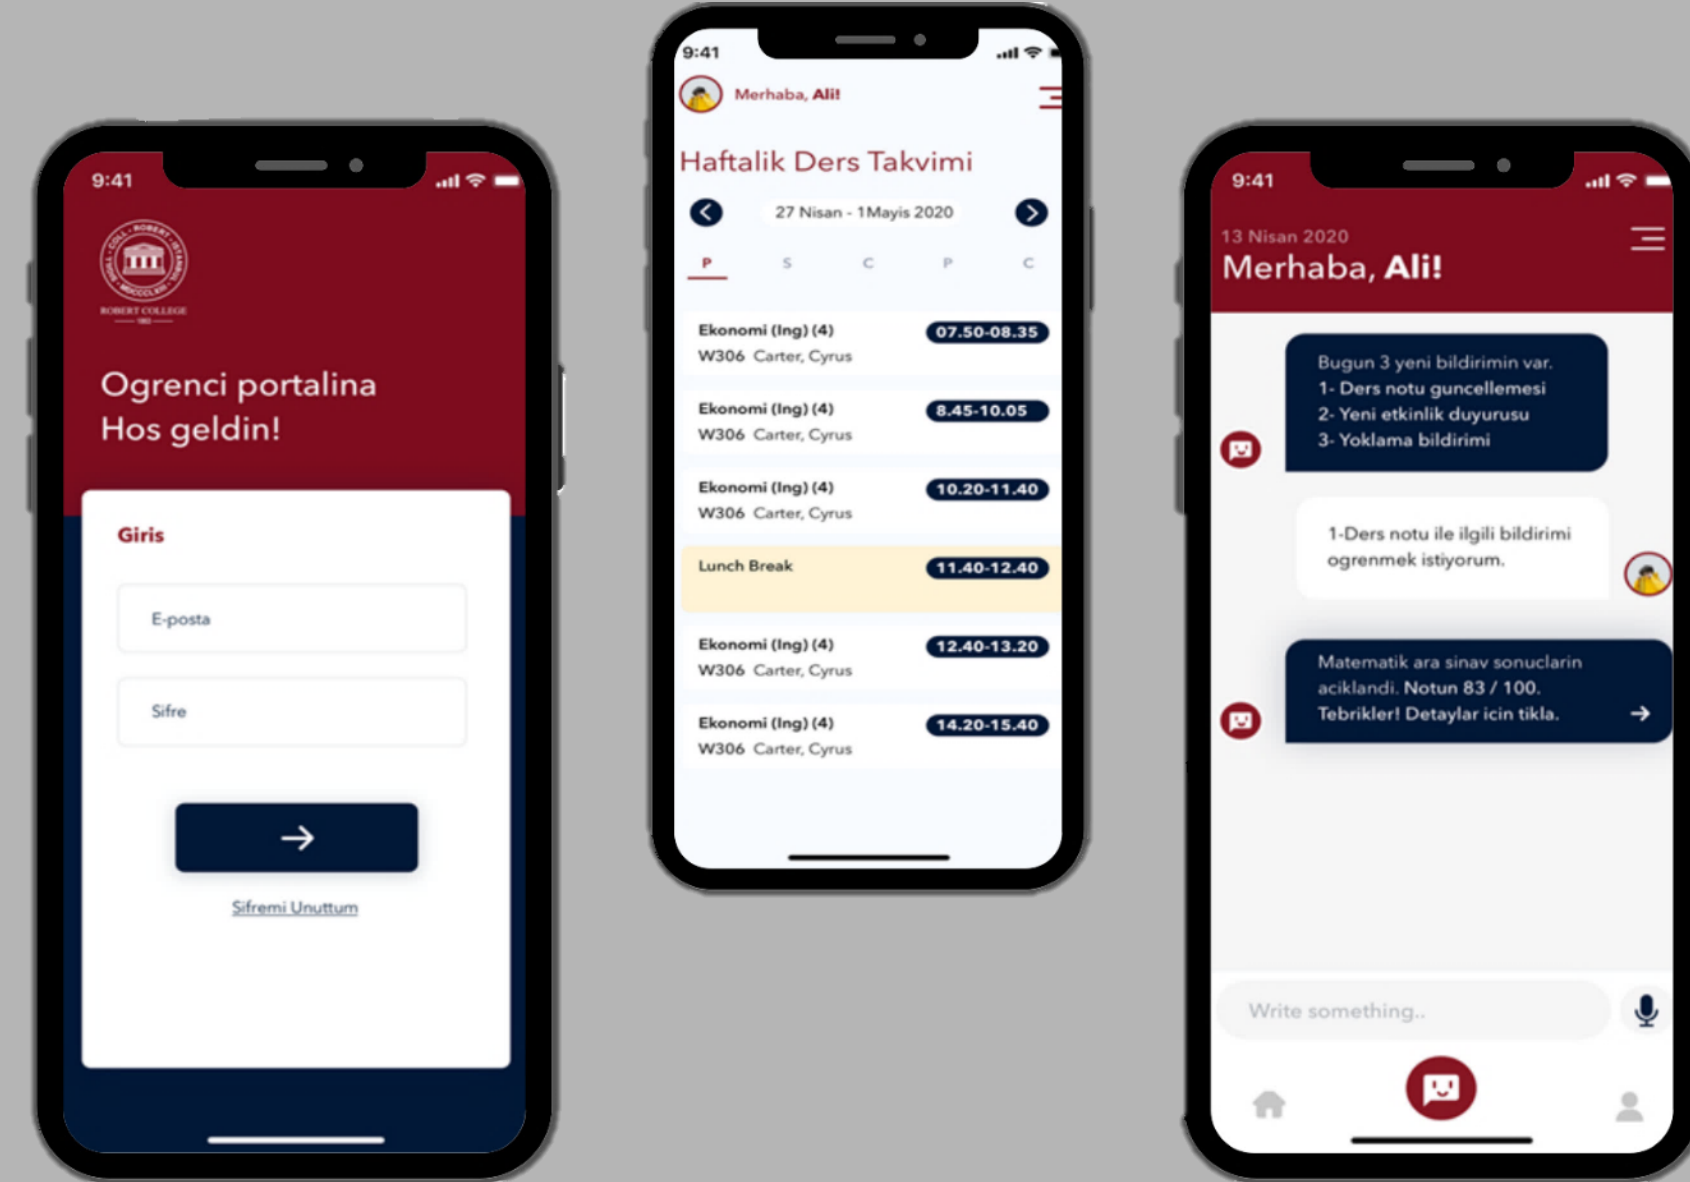 9:41
ROBERT COLLEGE
Ogrenci portalina
Hos geldin!
Giris
E-posta
Sifre
Sifremi Unuttum
9:41
Merhaba, Ali!
Haftalik Ders Takvimi
27 Nisan - 1Mayis 2020
P S C P C
Ekonomi (Ing) (4) 07.50-08.35
W306 Carter, Cyrus
Ekonomi (Ing) (4) 8.45-10.05
W306 Carter, Cyrus
Ekonomi (Ing) (4) 10.20-11.40
W306 Carter, Cyrus
Lunch Break 11.40-12.40
Ekonomi (Ing) (4) 12.40-13.20
W306 Carter, Cyrus
Ekonomi (Ing) (4) 14.20-15.40
W306 Carter, Cyrus
9:41
13 Nisan 2020
Merhaba, Ali!
Bugun 3 yeni bildirimin var.
1- Ders notu guncellemesi
2- Yeni etkinlik duyurusu
3- Yoklama bildirimi
1-Ders notu ile ilgili bildirimi
ogrenmek istiyorum.
Matematik ara sinav sonuclarin
aciklandi. Notun 83 / 100.
Tebrikler! Detaylar icin tikla.
Write something..